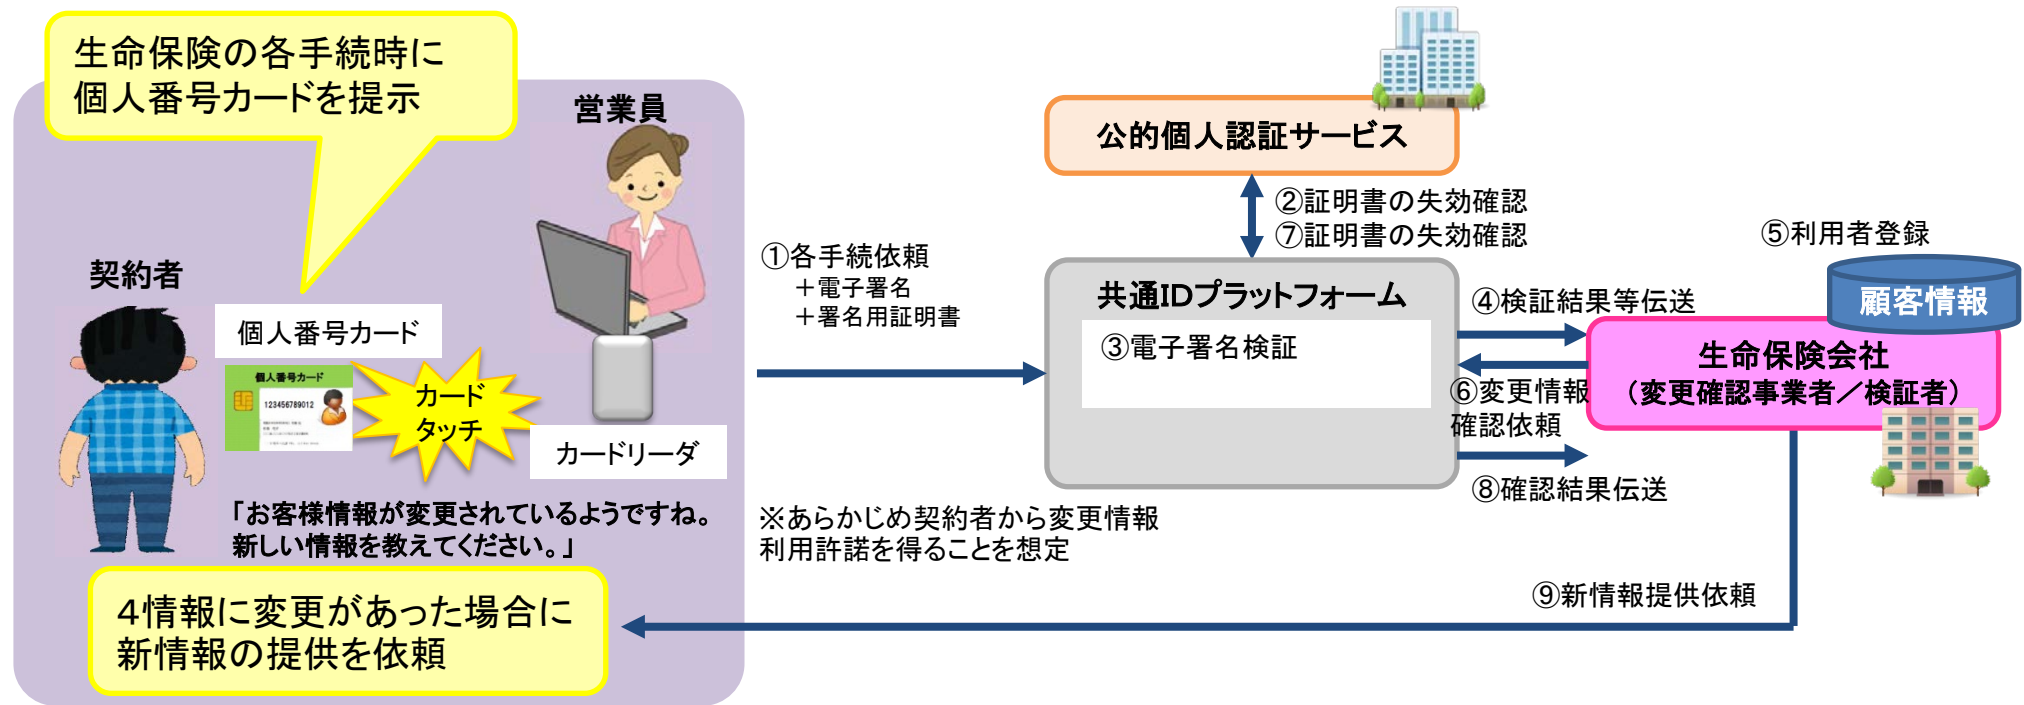 生命保険の各手続時に
個人番号カードを提示
営業員
契約者
個人番号カード
個人番号カード
123456789012
カード
タッチ
カードリーダ
「お客様情報が変更されているようですね。
新しい情報を教えてください。」
４情報に変更があった場合に
新情報の提供を依頼
①各手続依頼
＋電子署名
＋署名用証明書
※あらかじめ契約者から変更情報
利用許諾を得ることを想定
公的個人認証サービス
②証明書の失効確認
⑦証明書の失効確認
共通IDプラットフォーム
③電子署名検証
④検証結果等伝送
⑥変更情報
確認依頼
⑧確認結果伝送
⑤利用者登録
顧客情報
生命保険会社
（変更確認事業者／検証者）
⑨新情報提供依頼